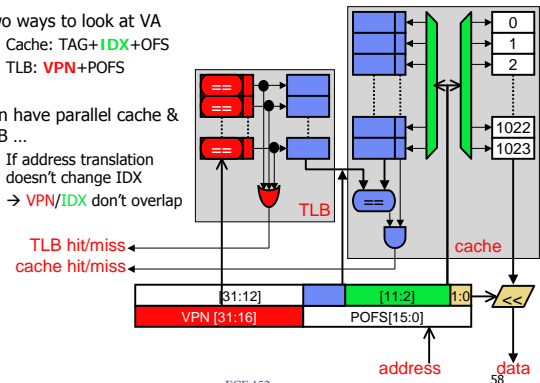 wo ways to look at VA
Cache: TAG+IDX+OFS
TLB: VPN+POFS
n have parallel cache &
B ...
If address translation
doesn't change IDX
→ VPN/IDX don't overlap
==
==
==
TLB
TLB hit/miss
cache hit/miss
==
cache
0
1
2
1022
1023
[31:12]
[11:2]
1:0
<<
VPN [31:16]
POFS[15:0]
address
data
58